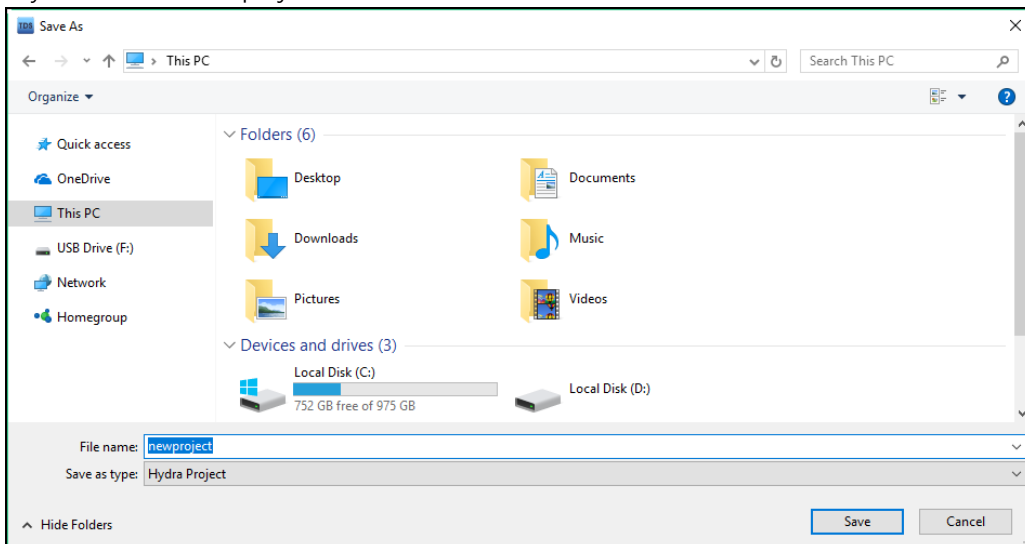 TDS Save As
This PC
Search This PC
Organize
Quick access
OneDrive
This PC
USB Drive (F:)
Network
Homegroup
Folders (6)
Desktop
Documents
Downloads
Music
Pictures
Videos
Devices and drives (3)
Local Disk (C:)
752 GB free of 975 GB
Local Disk (D:)
File name: newproject
Save as type: Hydra Project
Hide Folders
Save
Cancel